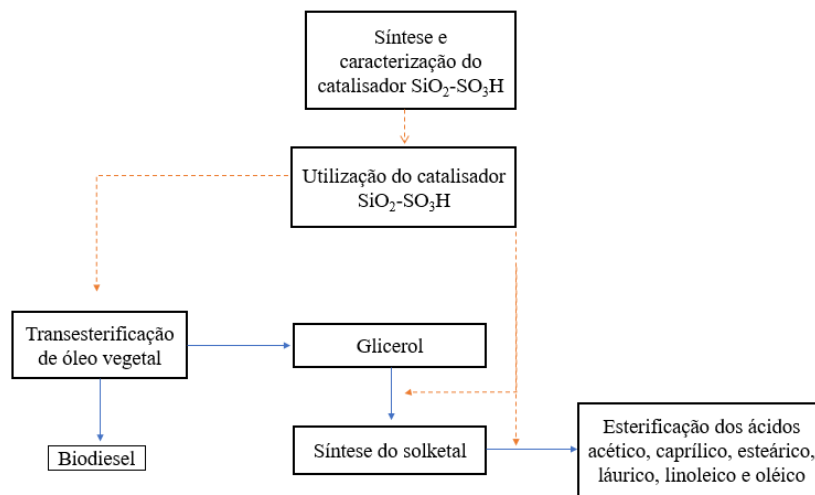 Síntese e
caracterização do
catalisador SiO₂-SO₃H
Utilização do catalisador
SiO₂-SO₃H
Transesterificação
de óleo vegetal
Glicerol
Biodiesel
Síntese do solketal
Esterificação dos ácidos
acético, caprílico, esteárico,
láurico, linoleico e oléico